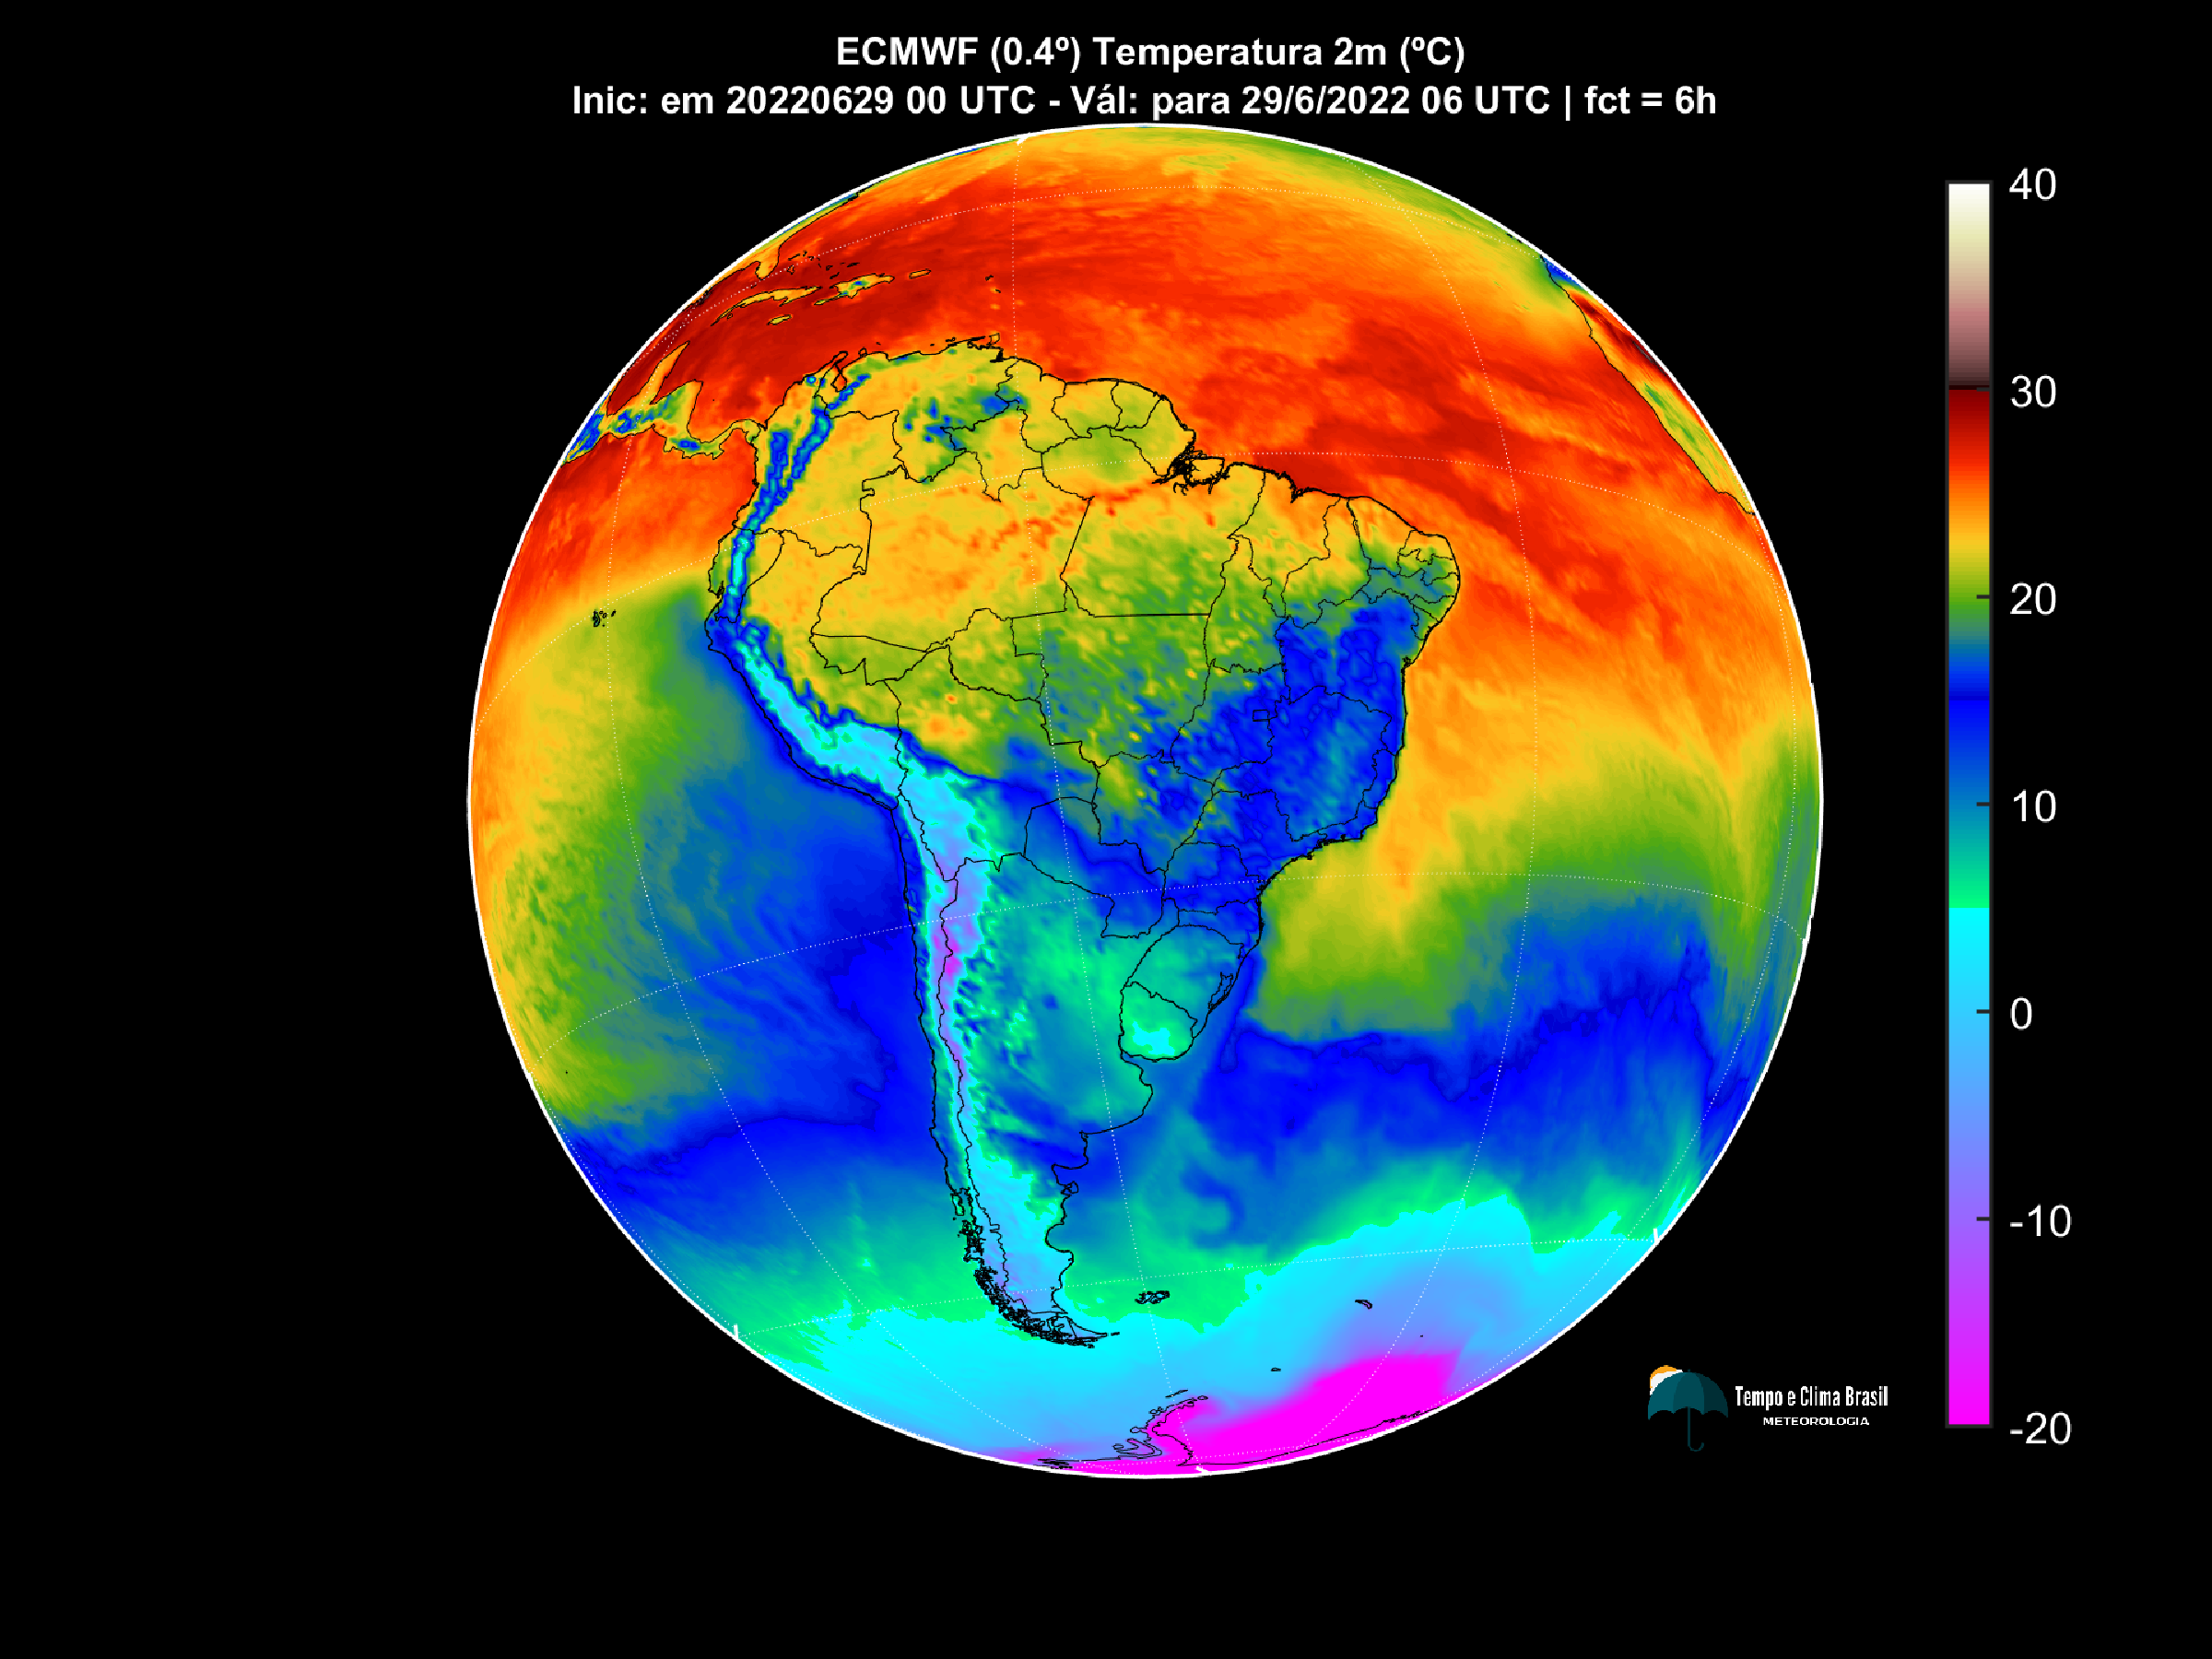 ECMWF (0.4º) Temperatura 2m (ºC)
Inic: em 20220629 00 UTC - Vál: para 29/6/2022 06 UTC | fct = 6h
40
30
20
10
0
-10
-20
Tempo e Clima Brasil
METEOROLOGIA